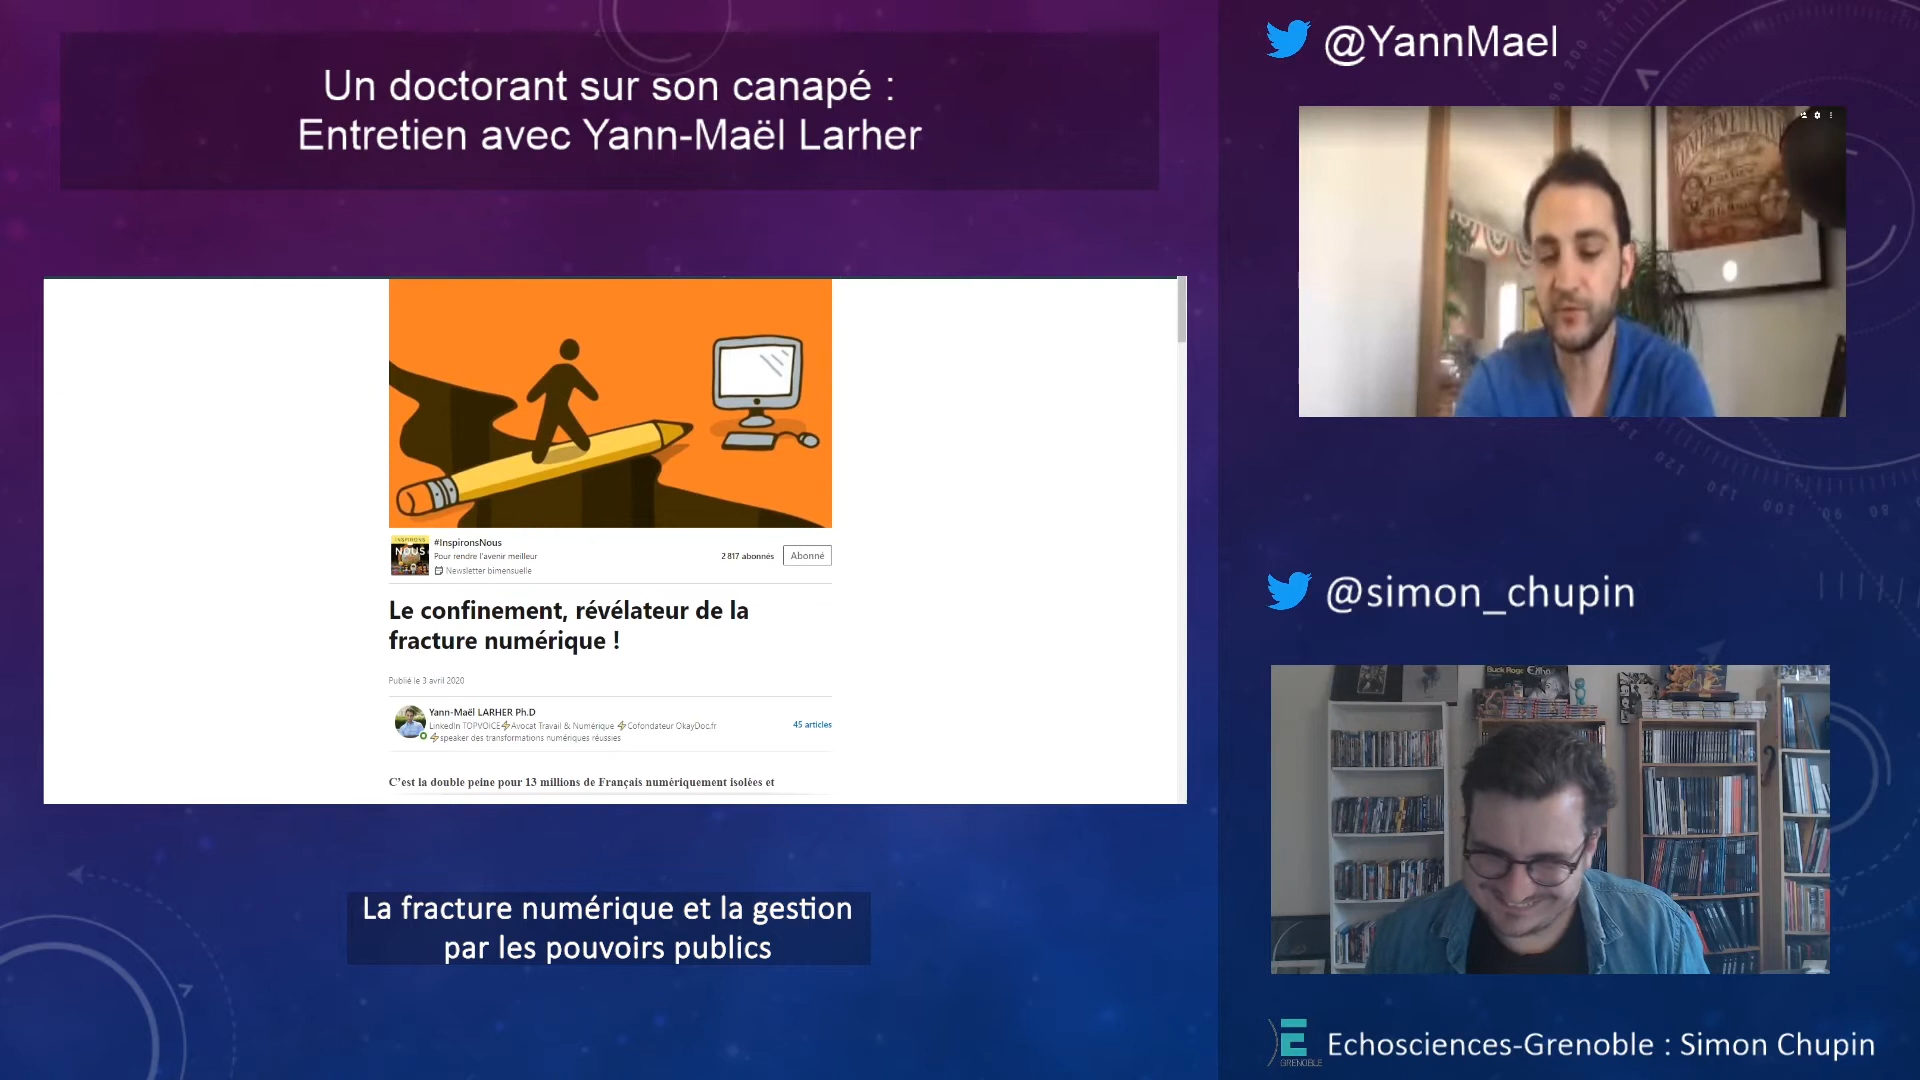 Un doctorant sur son canapé :
Entretien avec Yann-Maël Larher
@YannMael
INSPIRONS
NOUS
#InspironsNous
Pour rendre l'avenir meilleur
Newsletter bimensuelle
2 817 abonnés
Abonné
Le confinement, révélateur de la
fracture numérique !
Publié le 3 avril 2020
Yann-Maël LARHER Ph.D
LinkedIn TOPVOICE⚡Avocat Travail & Numérique ⚡Cofondateur OkayDoc.fr
⚡speaker des transformations numériques réussies
45 articles
C'est la double peine pour 13 millions de Français numériquement isolées et
La fracture numérique et la gestion
par les pouvoirs publics
@simon_chupin
GRENOBLE
Echosciences-Grenoble : Simon Chupin